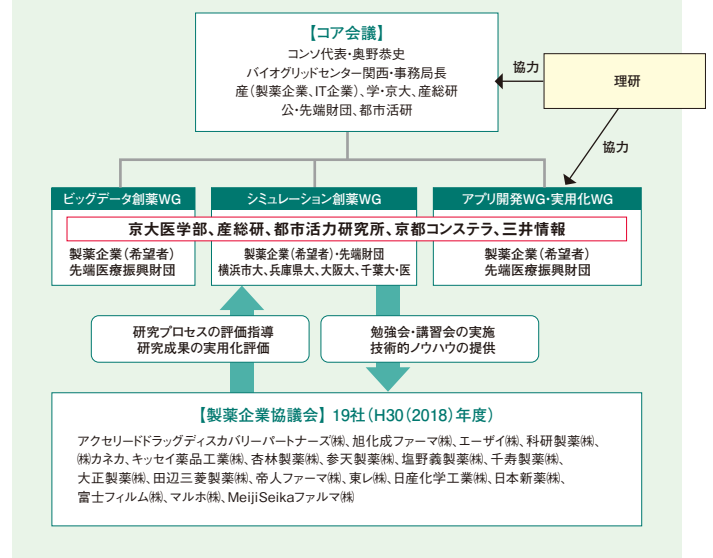 【コア会議】
コンソ代表・奥野恭史
バイオグリッドセンター関西・事務局長
産(製薬企業、IT企業)、学・京大、産総研
公・先端財団、都市活研
協力
理研
協力
ビッグデータ創薬WG
シミュレーション創薬WG
アプリ開発WG・実用化WG
京大医学部、産総研、都市活力研究所、京都コンステラ、三井情報
製薬企業(希望者)
先端医療振興財団
製薬企業(希望者)・先端財団
横浜市大、兵庫県大、大阪大、千葉大・医
製薬企業(希望者)
先端医療振興財団
研究プロセスの評価指導
研究成果の実用化評価
勉強会・講習会の実施
技術的ノウハウの提供
【製薬企業協議会】 19社(H30(2018)年度)
アクセリードドラッグディスカバリーパートナーズ㈱、旭化成ファーマ㈱、エーザイ㈱、科研製薬㈱、
㈱カネカ、キッセイ薬品工業㈱、杏林製薬㈱、参天製薬㈱、塩野義製薬㈱、千寿製薬㈱、
大正製薬㈱、田辺三菱製薬㈱、帝人ファーマ㈱、東レ㈱、日産化学工業㈱、日本新薬㈱、
富士フィルム㈱、マルホ㈱、MeijiSeikaファルマ㈱